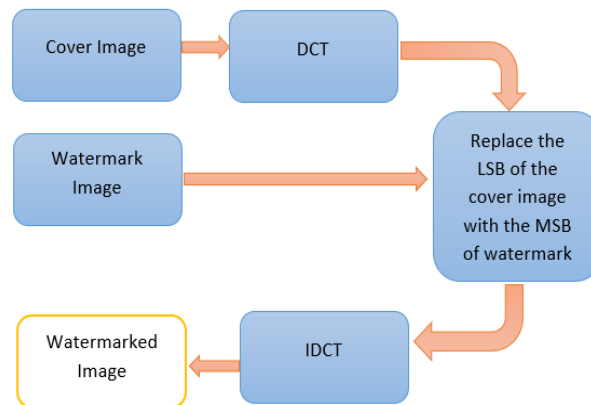 Cover Image
DCT
Watermark
Image
Replace the
LSB of the
cover image
with the MSB
of watermark
IDCT
Watermarked
Image